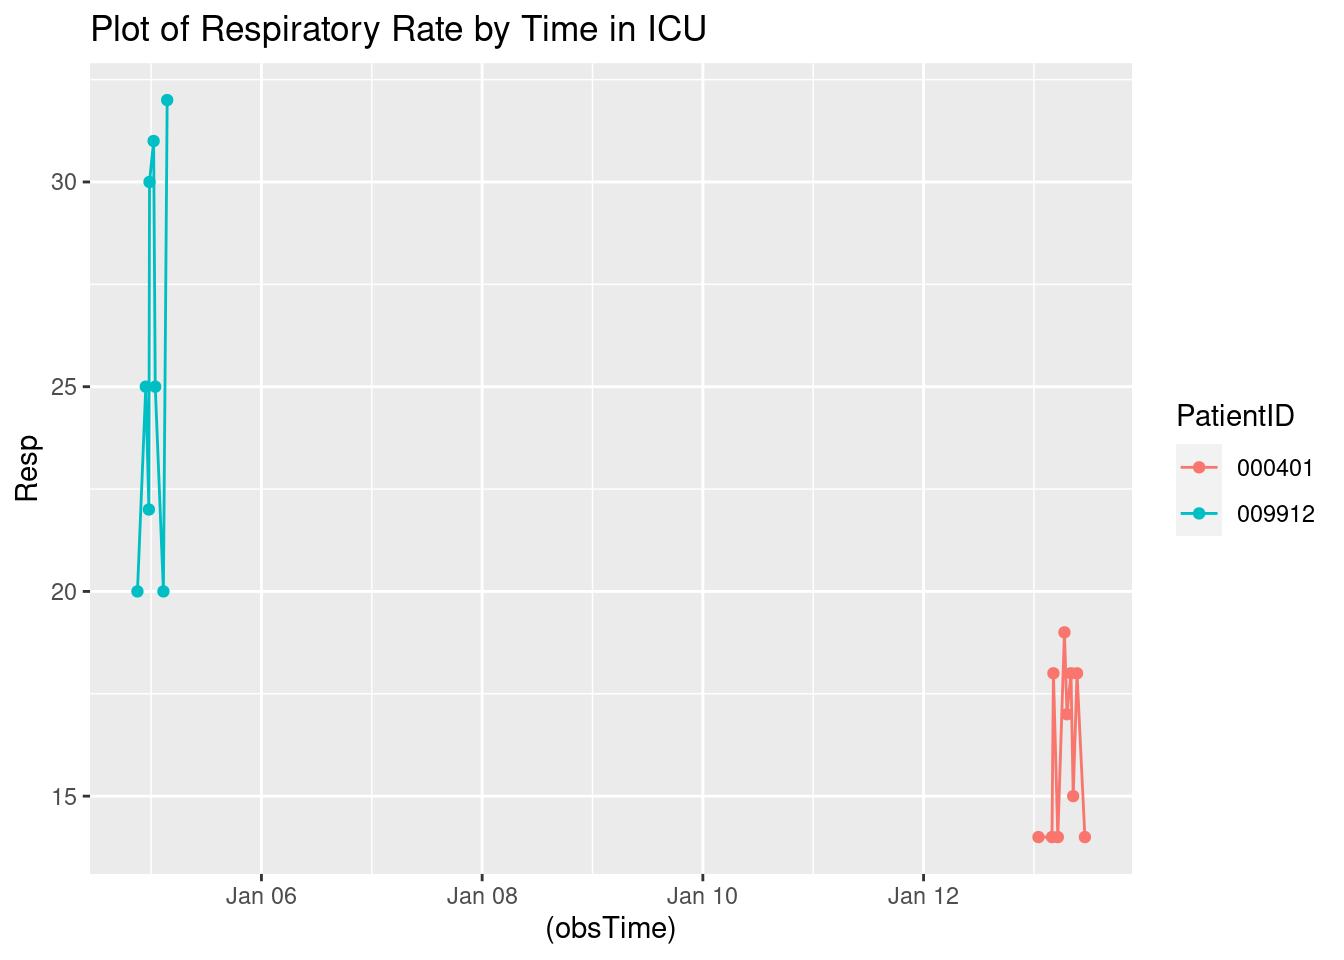 Plot of Respiratory Rate by Time in ICU
30
25
20
15
Resp
Jan 06
Jan 08
Jan 10
Jan 12
(obsTime)
PatientID
000401
009912